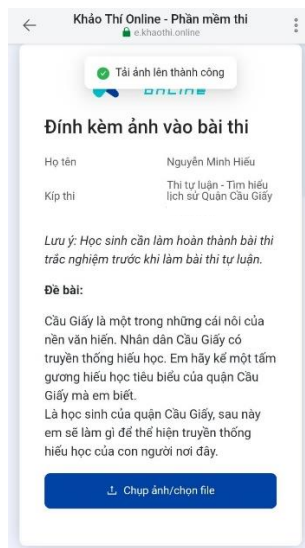 Khảo Thí Online - Phần mềm thi
e.khaothi.online
Tải ảnh lên thành công
ONLINE
Đính kèm ảnh vào bài thi
Họ tên Nguyễn Minh Hiếu
Kíp thi Thi tự luận - Tìm hiểu
lịch sử Quận Cầu Giấy
Lưu ý: Học sinh cần làm hoàn thành bài thi
trắc nghiệm trước khi làm bài thi tự luận.
Đề bài:
Cầu Giấy là một trong những cái nôi của
nền văn hiến. Nhân dân Cầu Giấy có
truyền thống hiếu học. Em hãy kể một tấm
gương hiếu học tiêu biểu của quận Cầu
Giấy mà em biết.
Là học sinh của quận Cầu Giấy, sau này
em sẽ làm gì để thể hiện truyền thống
hiếu học của con người nơi đây.
Chụp ảnh/chọn file